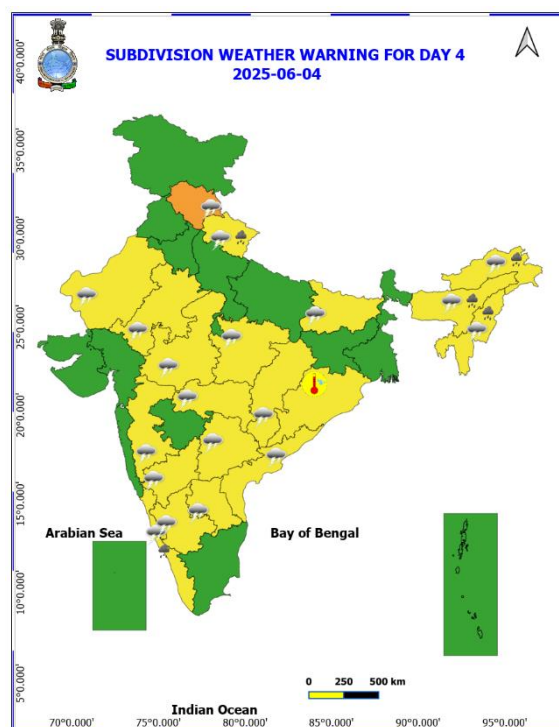 SUBDIVISION WEATHER WARNING FOR DAY 4
2025-06-04
40°0.000'
35°0.000'
30°0.000'
25°0.000'
20°0.000'
15°0.000'
10°0.000'
5°0.000'
Arabian Sea
Bay of Bengal
0 250 500 km
Indian Ocean
70°0.000' 75°0.000' 80°0.000' 85°0.000' 90°0.000' 95°0.000'